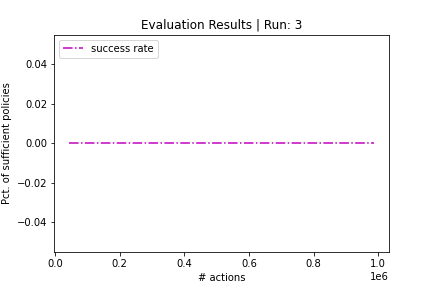 Evaluation Results | Run: 3
success rate
Pct. of sufficient policies
0.04
0.02
0.00
−0.02
−0.04
0.0 0.2 0.4 0.6 0.8 1.0
1e6
# actions